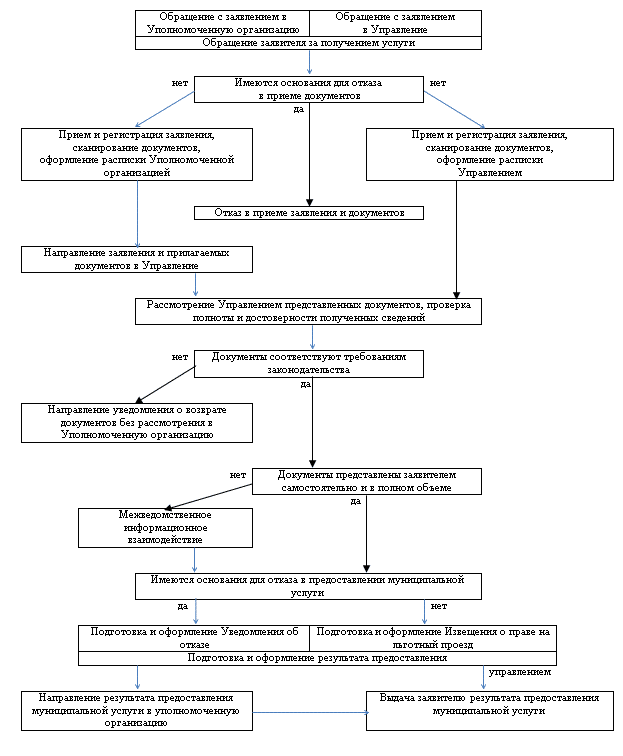 Обращение с заявлением в
Уполномоченную организацию
Обращение с заявлением
в Управление
Обращение заявителя за получением услуги
нет
Имеются основания для отказа
в приеме документов
нет
да
Прием и регистрация заявления,
сканирование документов,
оформление расписки Уполномоченной
организацией
Прием и регистрация заявления,
сканирование документов,
оформление расписки
Управлением
Отказ в приеме заявления и документов
Направление заявления и прилагаемых
документов в Управление
Рассмотрение Управлением представленных документов, проверка
полноты и достоверности полученных сведений
нет
Документы соответствуют требованиям
законодательства
да
Направление уведомления о возврате
документов без рассмотрения в
Уполномоченную организацию
нет
Документы представлены заявителем
самостоятельно и в полном объеме
да
Межведомственное
информационное
взаимодействие
Имеются основания для отказа в предоставлении муниципальной
услуги
да
нет
Подготовка и оформление Уведомления об
отказе
Подготовка и оформление Извещения о праве на
льготный проезд
Подготовка и оформление результата предоставления
управлением
Направление результата предоставления
муниципальной услуги в уполномоченную
организацию
Выдача заявителю результата предоставления
муниципальной услуги